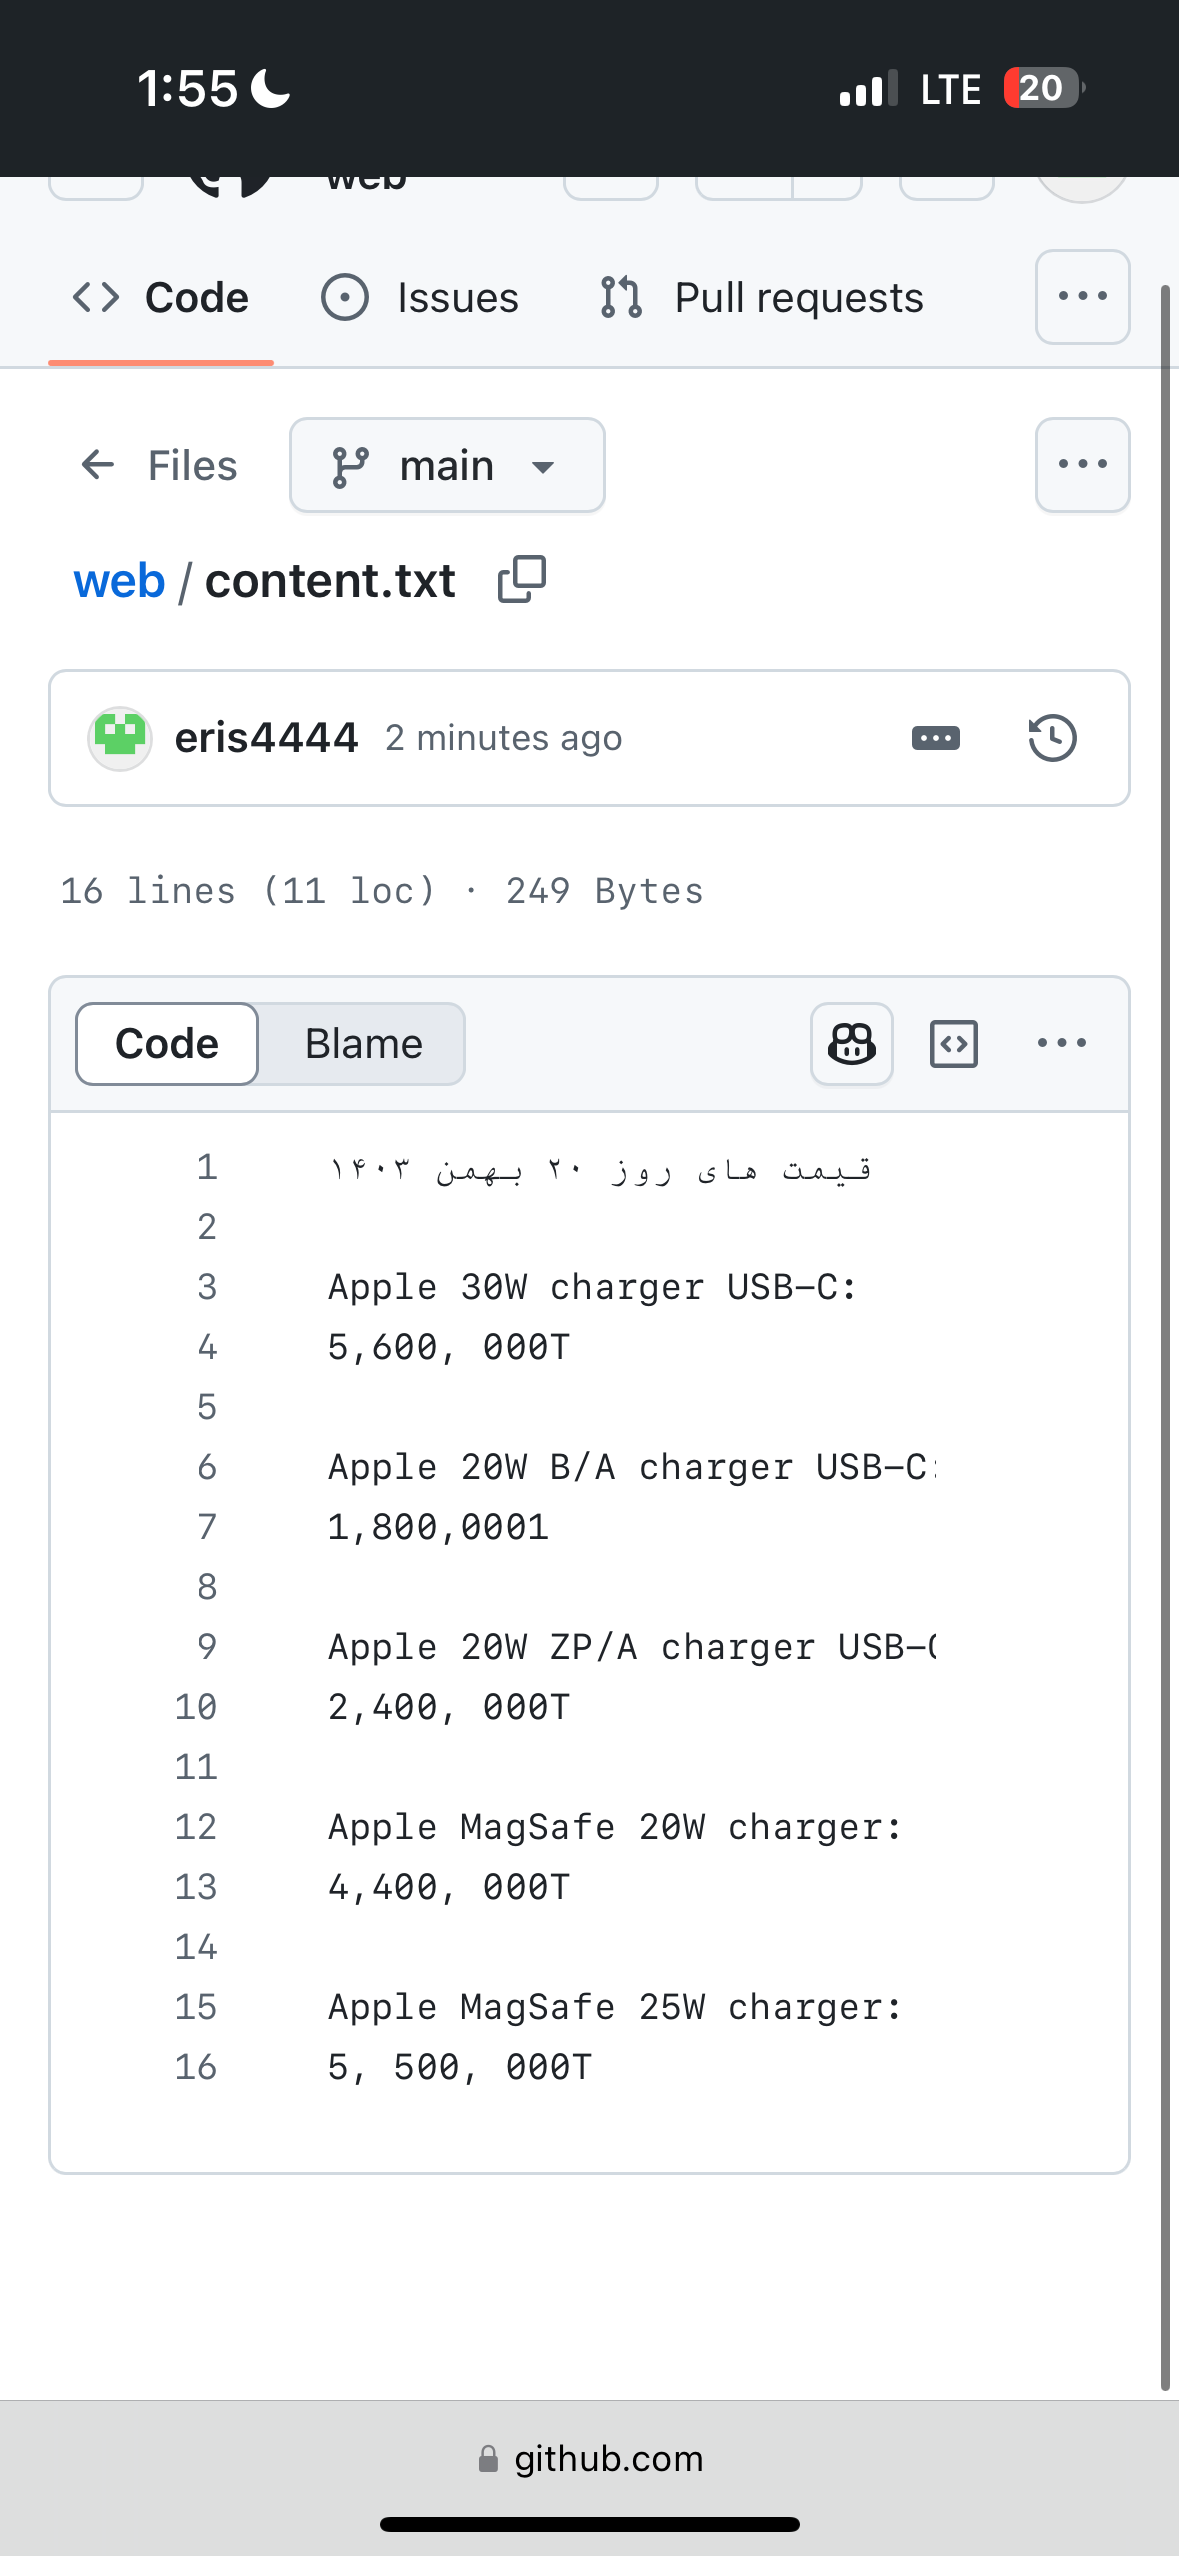 1:55
LTE 20
web
Code Issues Pull requests
Files main
web / content.txt
eris4444 2 minutes ago
16 lines (11 loc) · 249 Bytes
Code Blame
1 قیمت های روز ۲۰ بهمن ۱۴۰۳
2
3 Apple 30W charger USB-C:
4 5,600, 000T
5
6 Apple 20W B/A charger USB-C:
7 1,800,0001
8
9 Apple 20W ZP/A charger USB-C
10 2,400, 000T
11
12 Apple MagSafe 20W charger:
13 4,400, 000T
14
15 Apple MagSafe 25W charger:
16 5, 500, 000T
github.com